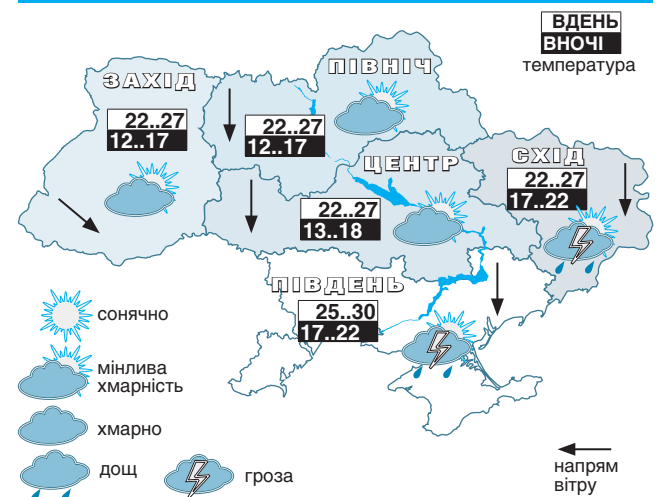 ВДЕНЬ
ВНОЧІ
температура
ПІВНІЧ
ЗАХІД
22..27
12..17
22..27
12..17
ЦЕНТР
СХІД
22..27
17..22
22..27
13..18
ПІВДЕНЬ
25..30
17..22
сонячно
мінлива
хмарність
хмарно
дощ
гроза
напрям
вітру